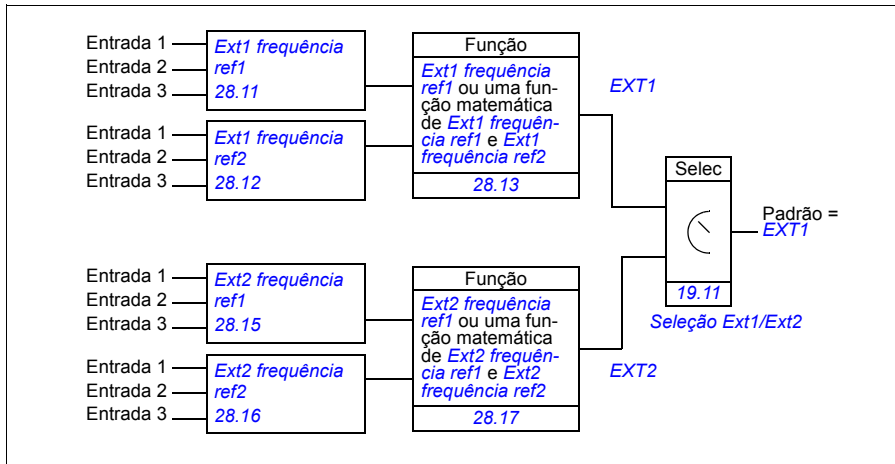 Entrada 1
Entrada 2
Entrada 3
Ext1 frequência
ref1
28.11
Entrada 1
Entrada 2
Entrada 3
Ext1 frequência
ref2
28.12
Função
Ext1 frequência
ref1 ou uma fun-
ção matemática
de Ext1 frequên-
cia ref1 e Ext1
frequência ref2
28.13
EXT1
Selec
19.11
Seleção Ext1/Ext2
Padrão =
EXT1
Entrada 1
Entrada 2
Entrada 3
Ext2 frequência
ref1
28.15
Entrada 1
Entrada 2
Entrada 3
Ext2 frequência
ref2
28.16
Função
Ext2 frequência
ref1 ou uma fun-
ção matemática
de Ext2 frequên-
cia ref1 e Ext2
frequência ref2
28.17
EXT2